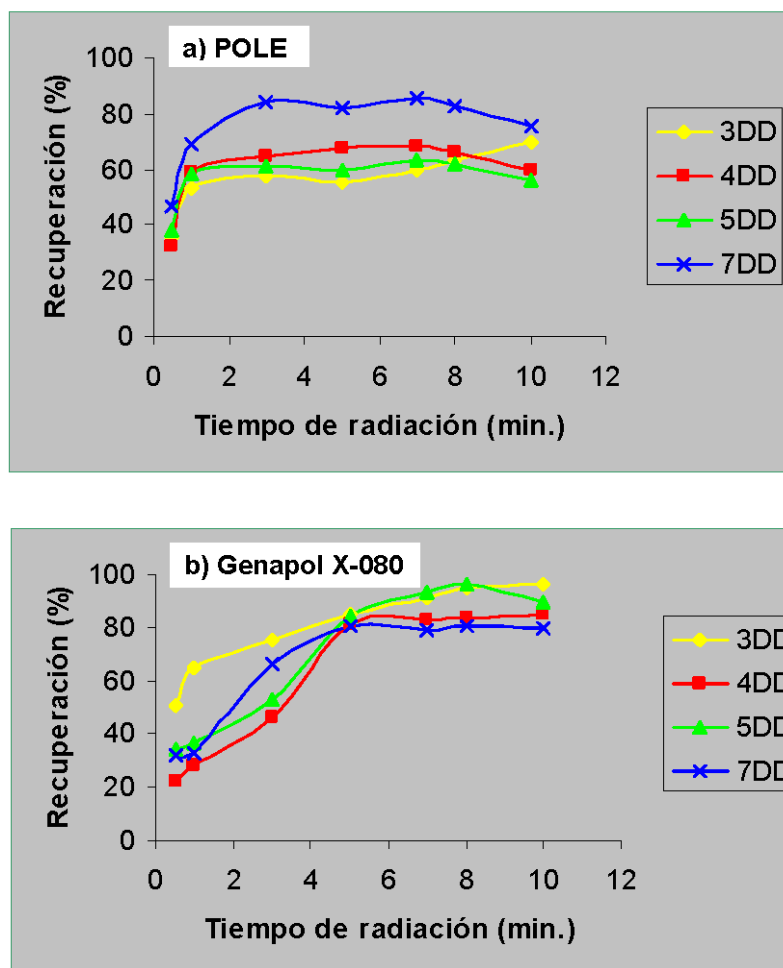 a) POLE
100
80
60
40
20
0
0 2 4 6 8 10 12
Recuperación (%)
Tiempo de radiación (min.)
3DD
4DD
5DD
7DD
b) Genapol X-080
100
80
60
40
20
0
0 2 4 6 8 10 12
Recuperación (%)
Tiempo de radiación (min.)
3DD
4DD
5DD
7DD